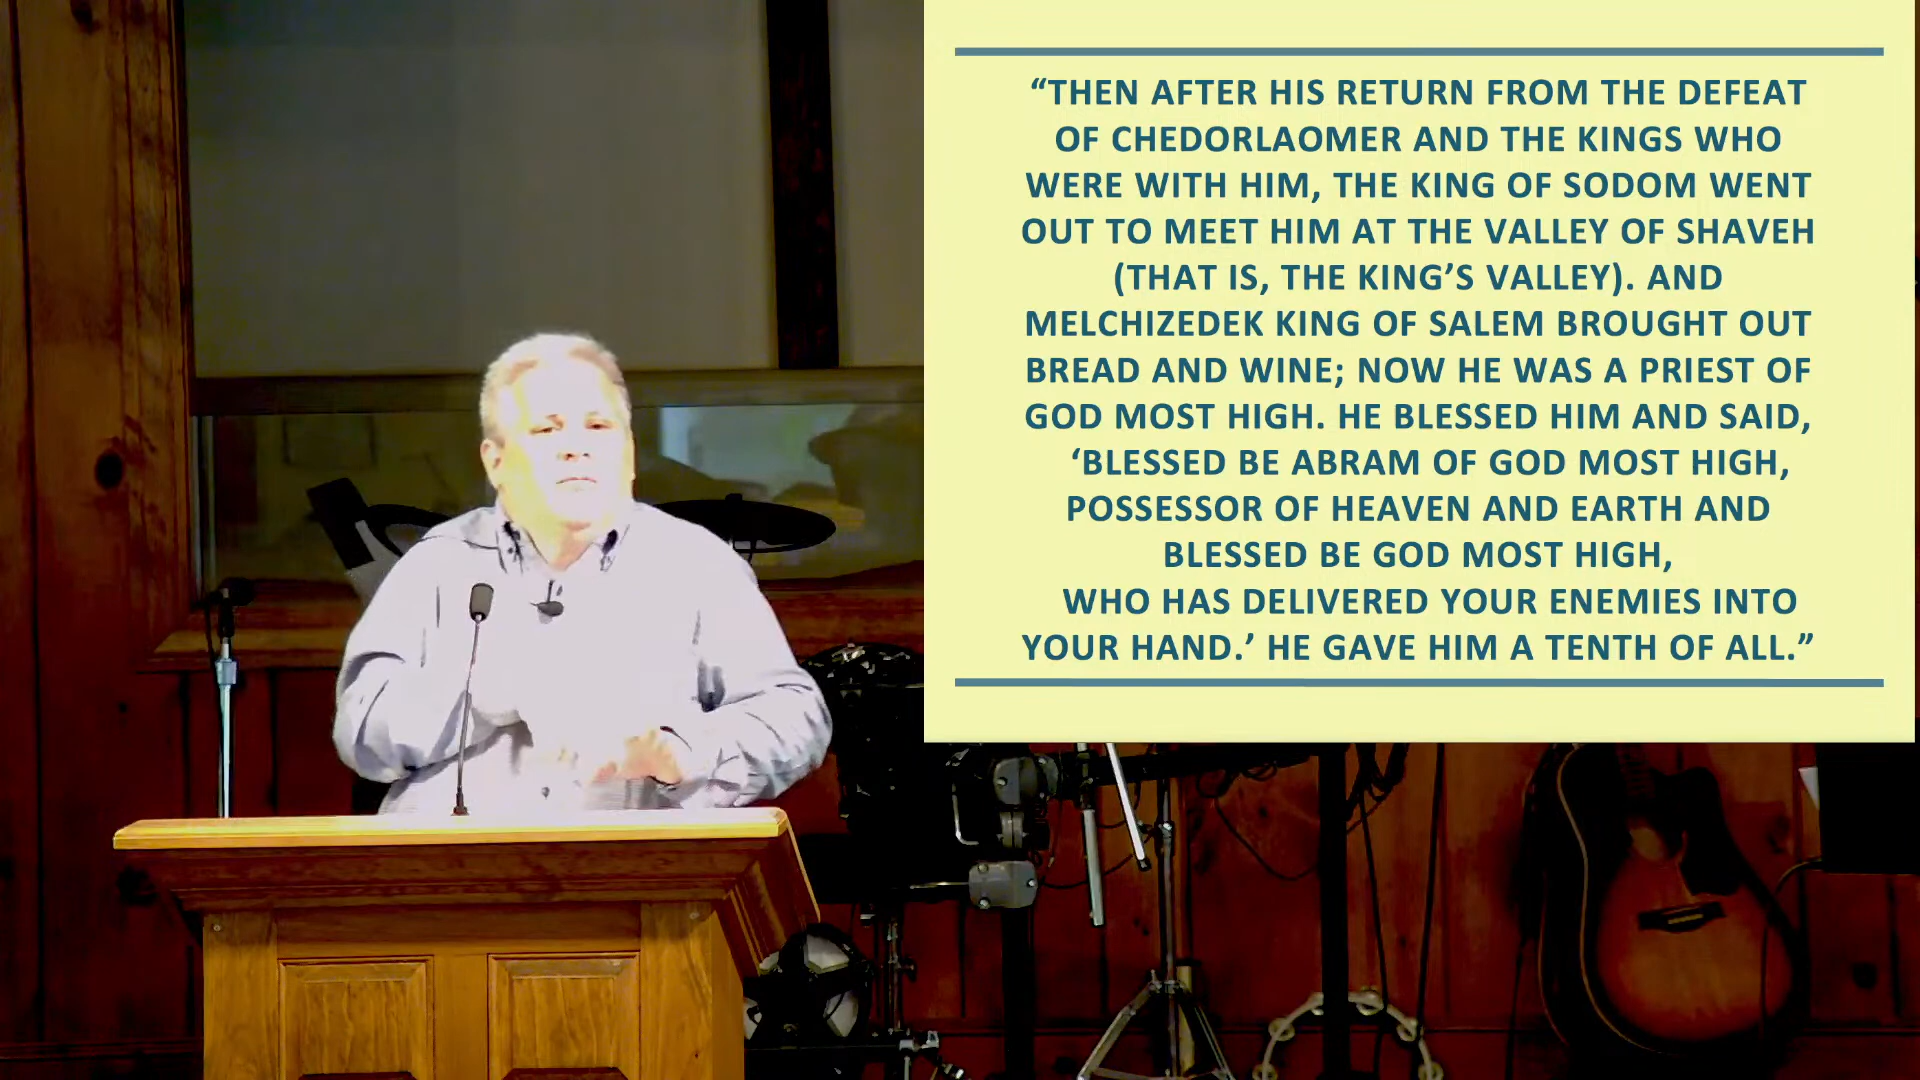 “THEN AFTER HIS RETURN FROM THE DEFEAT
OF CHEDORLAOMER AND THE KINGS WHO
WERE WITH HIM, THE KING OF SODOM WENT
OUT TO MEET HIM AT THE VALLEY OF SHAVEH
(THAT IS, THE KING’S VALLEY). AND
MELCHIZEDEK KING OF SALEM BROUGHT OUT
BREAD AND WINE; NOW HE WAS A PRIEST OF
GOD MOST HIGH. HE BLESSED HIM AND SAID,
‘BLESSED BE ABRAM OF GOD MOST HIGH,
POSSESSOR OF HEAVEN AND EARTH AND
BLESSED BE GOD MOST HIGH,
WHO HAS DELIVERED YOUR ENEMIES INTO
YOUR HAND.’ HE GAVE HIM A TENTH OF ALL.”